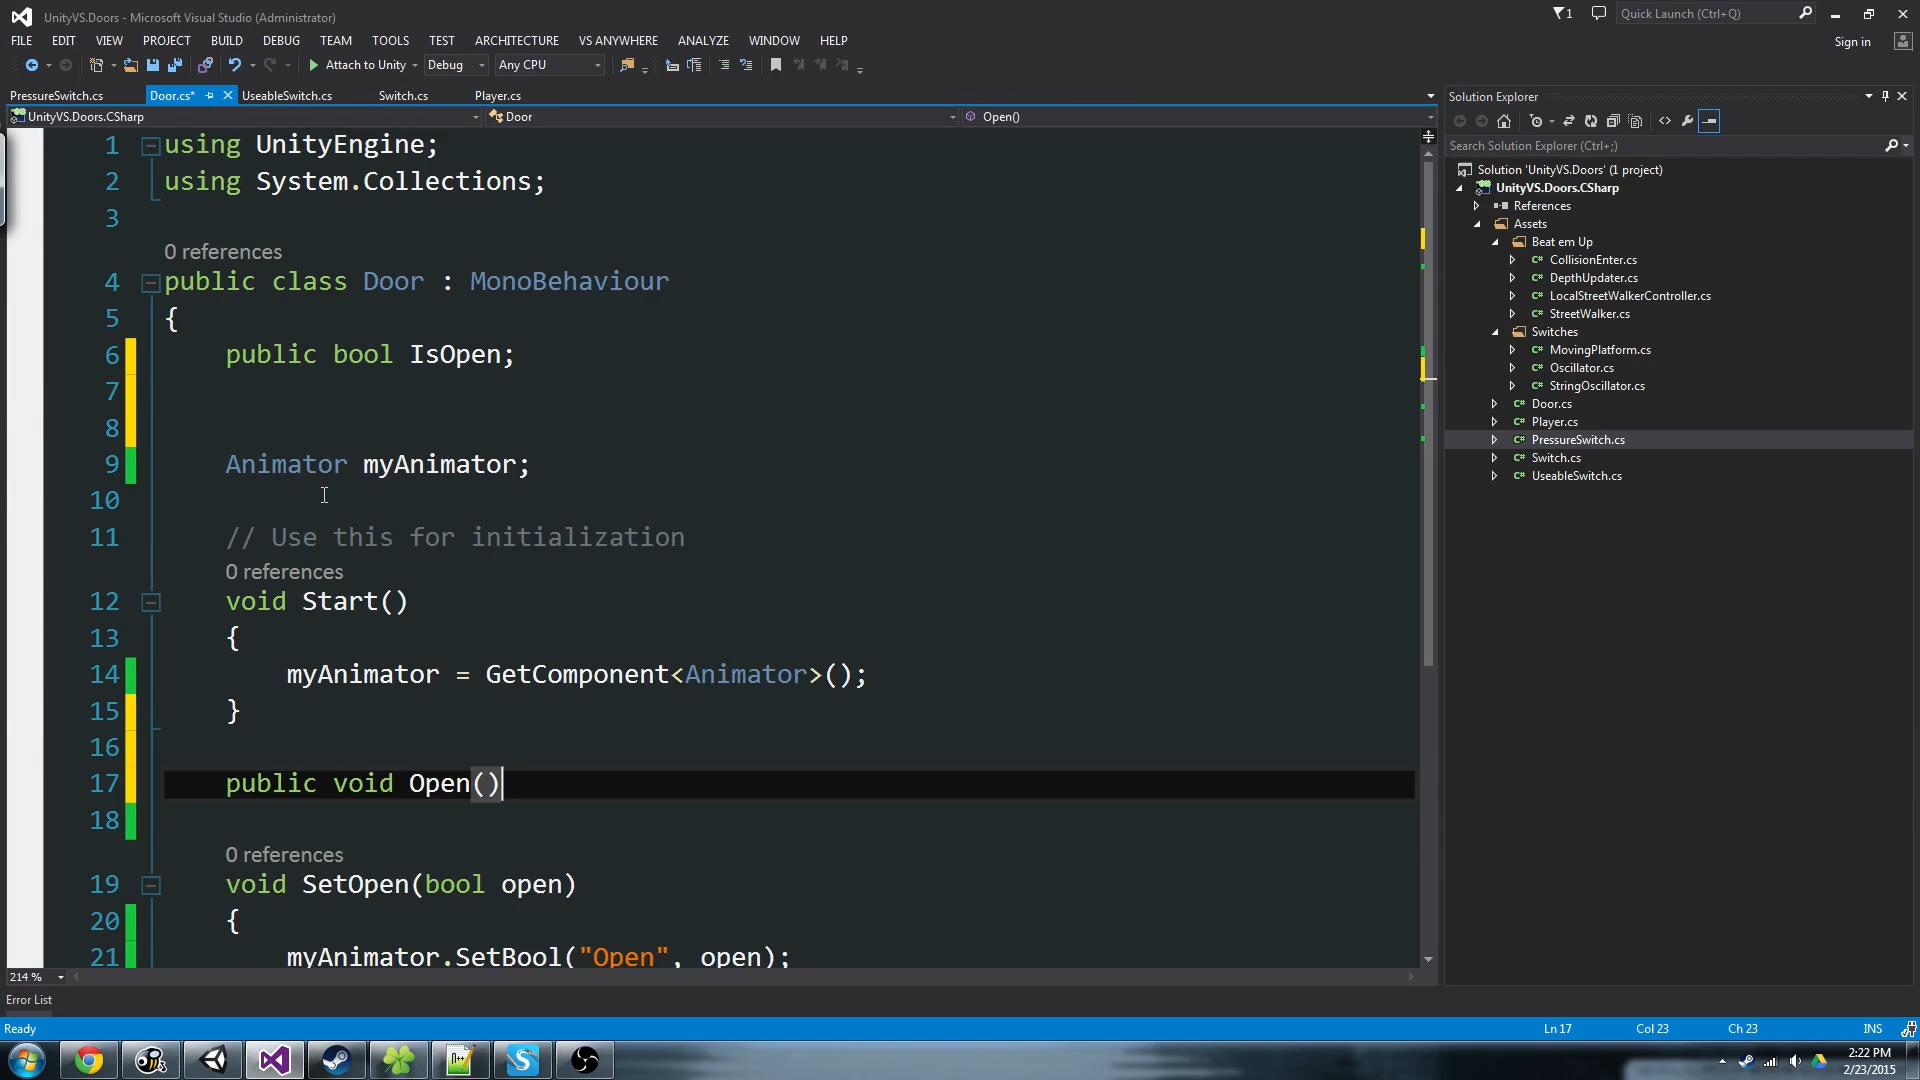 UnityVS.Doors - Microsoft Visual Studio (Administrator)
1
Quick Launch (Ctrl+Q)
FILE EDIT VIEW PROJECT BUILD DEBUG TEAM TOOLS TEST ARCHITECTURE VS ANYWHERE ANALYZE WINDOW HELP
Sign in
Attach to Unity Debug Any CPU
PressureSwitch.cs Door.cs* UseableSwitch.cs Switch.cs Player.cs
UnityVS.Doors.CSharp Door Open()
1 using UnityEngine;
2 using System.Collections;
3
0 references
4 public class Door : MonoBehaviour
5 {
6 public bool IsOpen;
7
8
9 Animator myAnimator;
10
11 // Use this for initialization
0 references
12 void Start()
13 {
14 myAnimator = GetComponent<Animator>();
15 }
16
17 public void Open()
18
0 references
19 void SetOpen(bool open)
20 {
21 myAnimator.SetBool("Open", open);
214 %
Error List
Ready
Ln 17 Col 23 Ch 23 INS
Solution Explorer
Search Solution Explorer (Ctrl+;)
Solution 'UnityVS.Doors' (1 project)
UnityVS.Doors.CSharp
References
Assets
Beat em Up
C# CollisionEnter.cs
C# DepthUpdater.cs
C# LocalStreetWalkerController.cs
C# StreetWalker.cs
Switches
C# MovingPlatform.cs
C# Oscillator.cs
C# StringOscillator.cs
C# Door.cs
C# Player.cs
C# PressureSwitch.cs
C# Switch.cs
C# UseableSwitch.cs
2:22 PM
2/23/2015